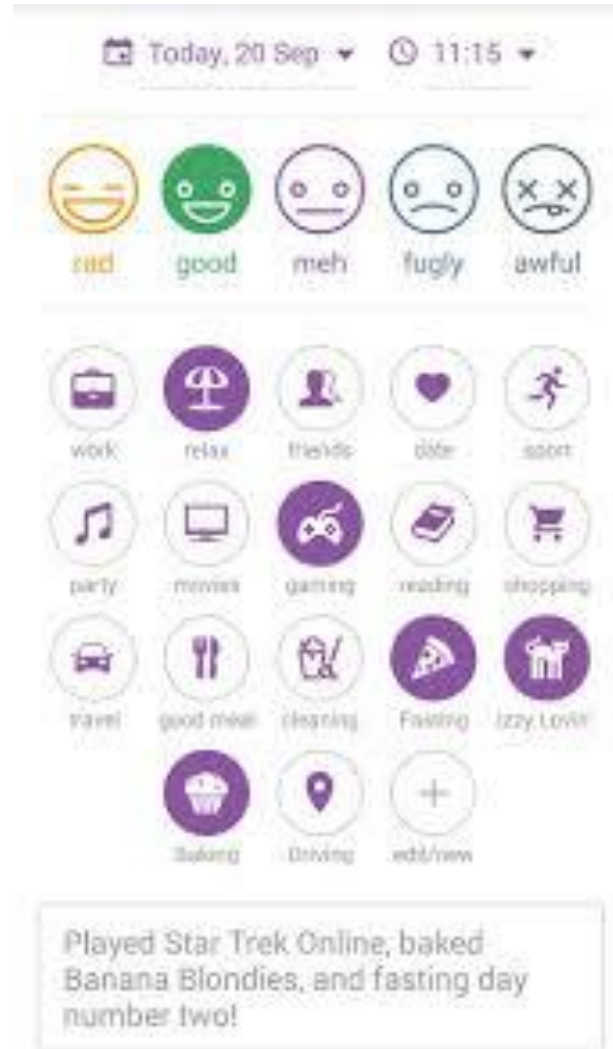 Today, 20 Sep 11:15
rad good meh fugly awful
work relax friends date sport
party movies gaming reading shopping
travel good meal cleaning Fasting Izzy Lovin'
Baking Driving edit/new
Played Star Trek Online, baked
Banana Blondies, and fasting day
number two!